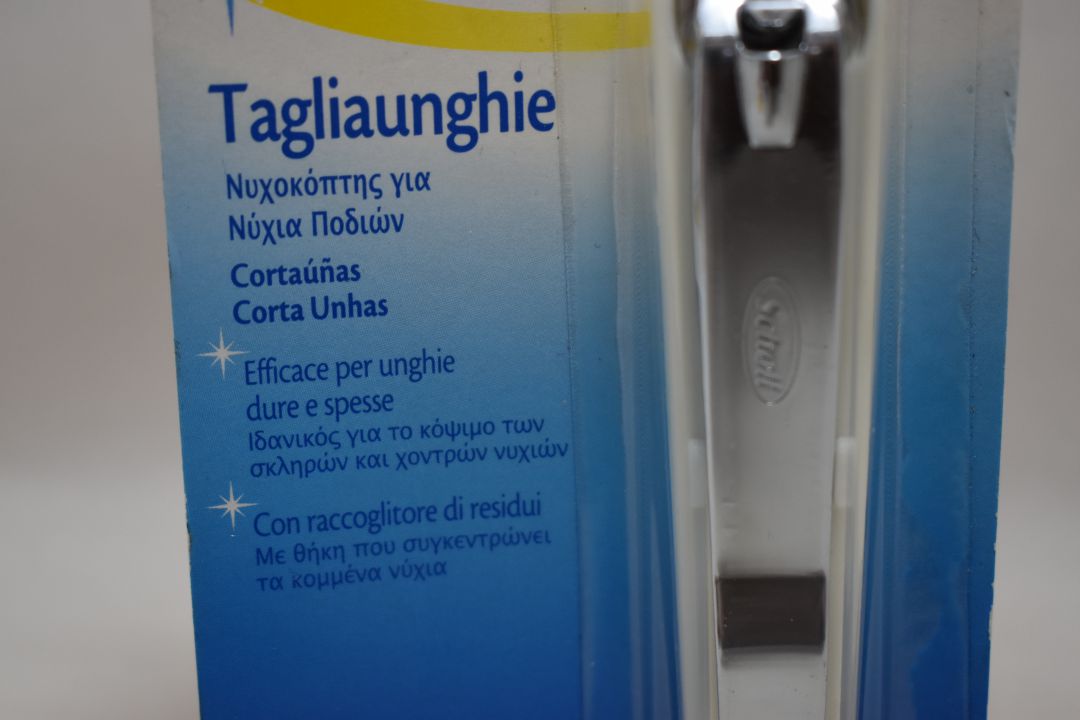 Tagliaunghie
Νυχοκόπτης για
Νύχια Ποδιών
Cortaúñas
Corta Unhas
Efficace per unghie
dure e spesse
Ιδανικός για το κόψιμο των
σκληρών και χοντρών νυχιών
Con raccoglitore di residui
Με θήκη που συγκεντρώνει
τα κομμένα νύχια
Scholl